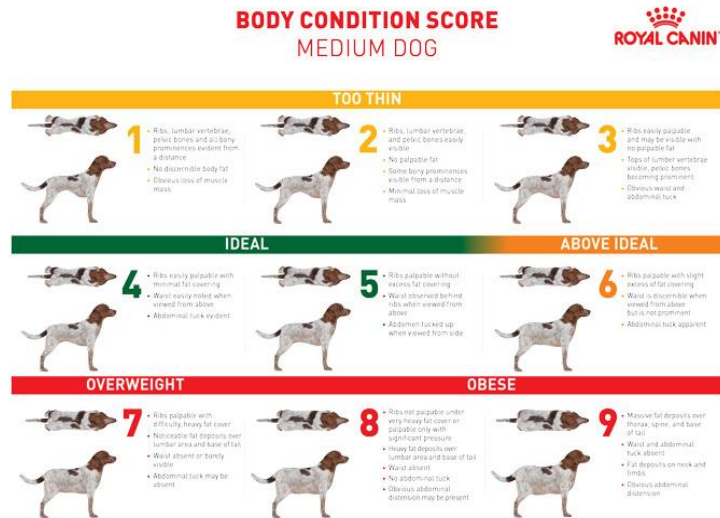 BODY CONDITION SCORE
MEDIUM DOG
ROYAL CANIN
TOO THIN
1
• Ribs, lumbar vertebrae,
pelvic bones and all bony
prominences evident from
a distance
• No discernible body fat
• Obvious loss of muscle
mass
2
• Ribs, lumbar vertebrae,
and pelvic bones easily
visible
• No palpable fat
• Some bony prominences
visible from a distance
• Minimal loss of muscle
mass
3
• Ribs easily palpable
and may be visible with
no palpable fat
• Tops of lumbar vertebrae
visible, pelvic bones
becoming prominent
• Obvious waist and
abdominal tuck
IDEAL
ABOVE IDEAL
4
• Ribs easily palpable with
minimal fat covering
• Waist easily noted when
viewed from above
• Abdominal tuck evident
5
• Ribs palpable without
excess fat covering
• Waist observed behind
ribs when viewed from
above
• Abdomen tucked up
when viewed from side
6
• Ribs palpable with slight
excess of fat covering
• Waist is discernible when
viewed from above
but is not prominent
• Abdominal tuck apparent
OVERWEIGHT
OBESE
7
• Ribs palpable with
difficulty, heavy fat cover
• Noticeable fat deposits over
lumbar area and base of tail
• Waist absent or barely
visible
• Abdominal tuck may be
absent
8
• Ribs not palpable under
very heavy fat cover or
palpable only with
significant pressure
• Heavy fat deposits over
lumbar area and base of tail
• Waist absent
• No abdominal tuck
• Obvious abdominal
distension may be present
9
• Massive fat deposits over
thorax, spine, and base
of tail
• Waist and abdominal
tuck absent
• Fat deposits on neck and
limbs
• Obvious abdominal
distension